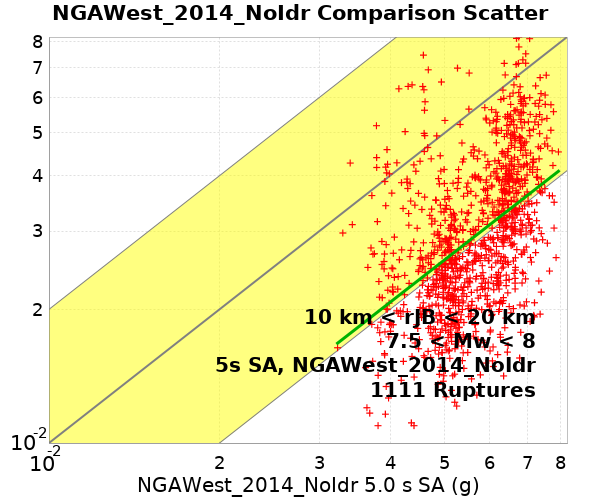 NGAWest_2014_NoIdr Comparison Scatter
8
7
6
5
4
3
2
10-2
10-2
2 3 4 5 6 7 8
10 km < rJB < 20 km
7.5 < Mw < 8
5s SA, NGAWest_2014_NoIdr
1111 Ruptures
NGAWest_2014_NoIdr 5.0 s SA (g)